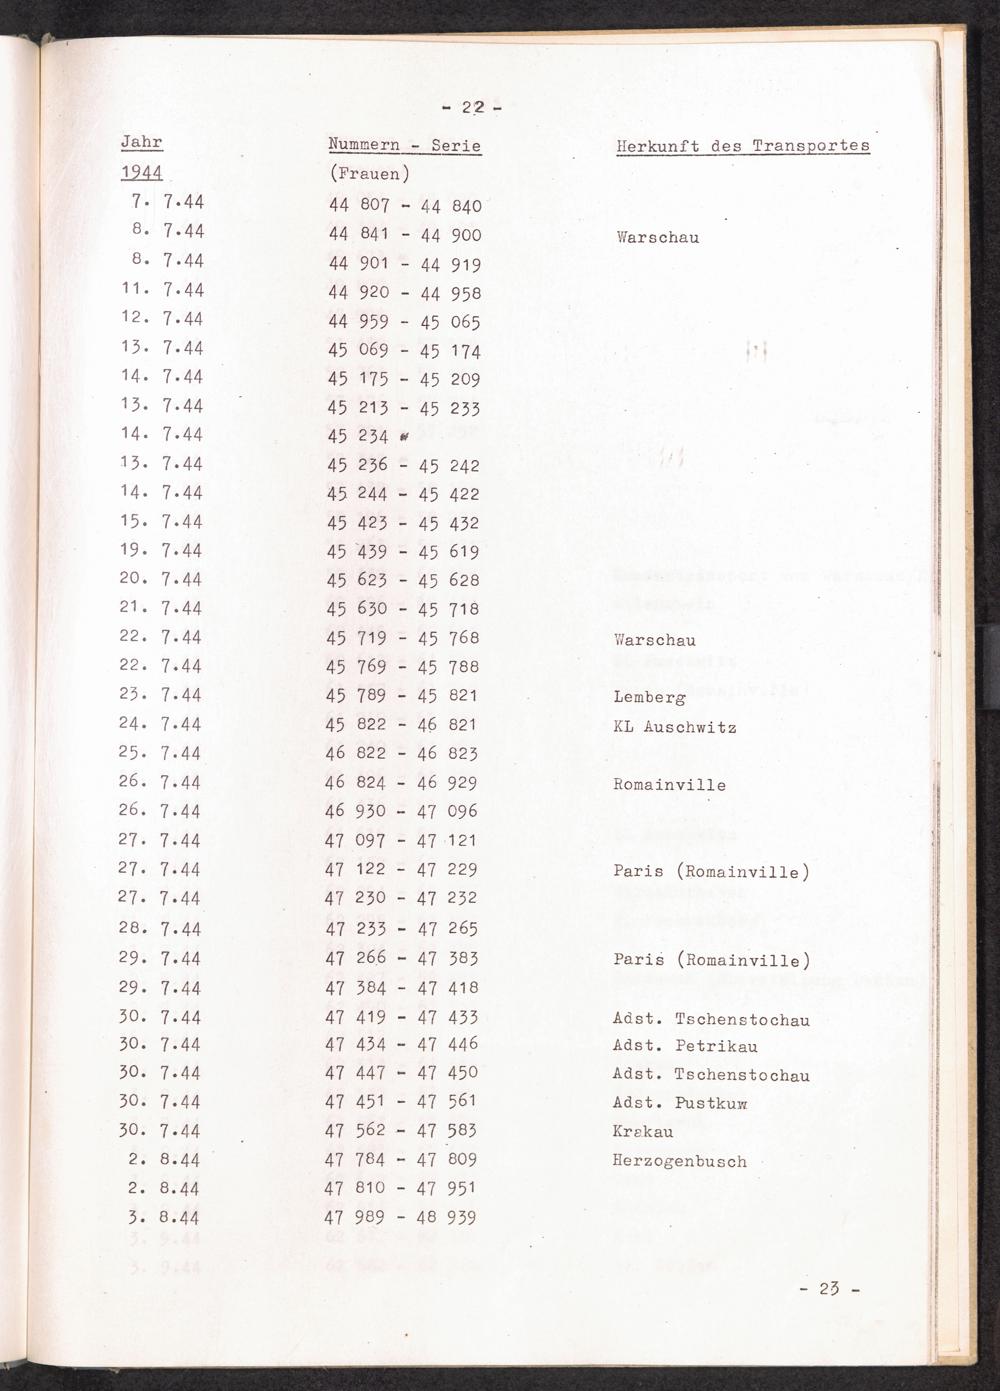 - 22 -
Jahr Nummern - Serie Herkunft des Transportes
1944 (Frauen)
7. 7.44 44 807 - 44 840
8. 7.44 44 841 - 44 900 Warschau
8. 7.44 44 901 - 44 919
11. 7.44 44 920 - 44 958
12. 7.44 44 959 - 45 065
13. 7.44 45 069 - 45 174
14. 7.44 45 175 - 45 209
13. 7.44 45 213 - 45 233
14. 7.44 45 234
13. 7.44 45 236 - 45 242
14. 7.44 45 244 - 45 422
15. 7.44 45 423 - 45 432
19. 7.44 45 439 - 45 619
20. 7.44 45 623 - 45 628
21. 7.44 45 630 - 45 718
22. 7.44 45 719 - 45 768 Warschau
22. 7.44 45 769 - 45 788
23. 7.44 45 789 - 45 821 Lemberg
24. 7.44 45 822 - 46 821 KL Auschwitz
25. 7.44 46 822 - 46 823
26. 7.44 46 824 - 46 929 Romainville
26. 7.44 46 930 - 47 096
27. 7.44 47 097 - 47 121
27. 7.44 47 122 - 47 229 Paris (Romainville)
27. 7.44 47 230 - 47 232
28. 7.44 47 233 - 47 265
29. 7.44 47 266 - 47 383 Paris (Romainville)
29. 7.44 47 384 - 47 418
30. 7.44 47 419 - 47 433 Adst. Tschenstochau
30. 7.44 47 434 - 47 446 Adst. Petrikau
30. 7.44 47 447 - 47 450 Adst. Tschenstochau
30. 7.44 47 451 - 47 561 Adst. Pustkuw
30. 7.44 47 562 - 47 583 Krakau
2. 8.44 47 784 - 47 809 Herzogenbusch
2. 8.44 47 810 - 47 951
3. 8.44 47 989 - 48 939
- 23 -